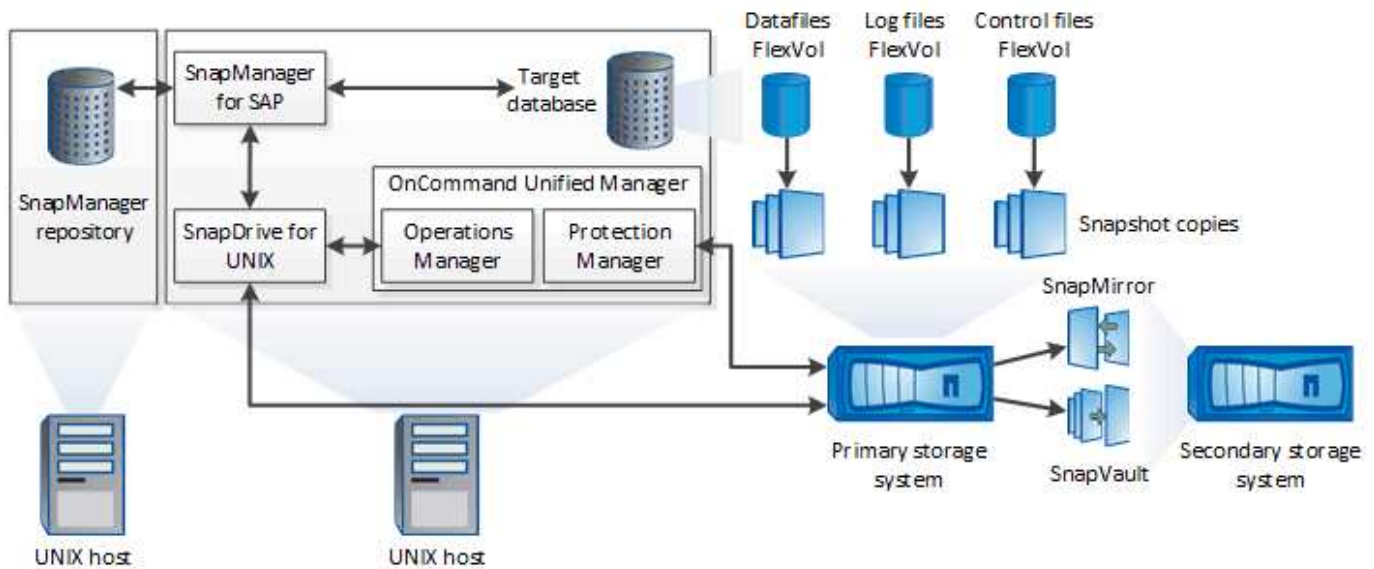 Datafiles
FlexVol
Log files
FlexVol
Control files
FlexVol
SnapManager
for SAP
Target
database
SnapManager
repository
OnCommand Unified Manager
SnapDrive for
UNIX
Operations
Manager
Protection
Manager
Snapshot copies
SnapMirror
Primary storage
system
SnapVault
Secondary storage
system
UNIX host
UNIX host